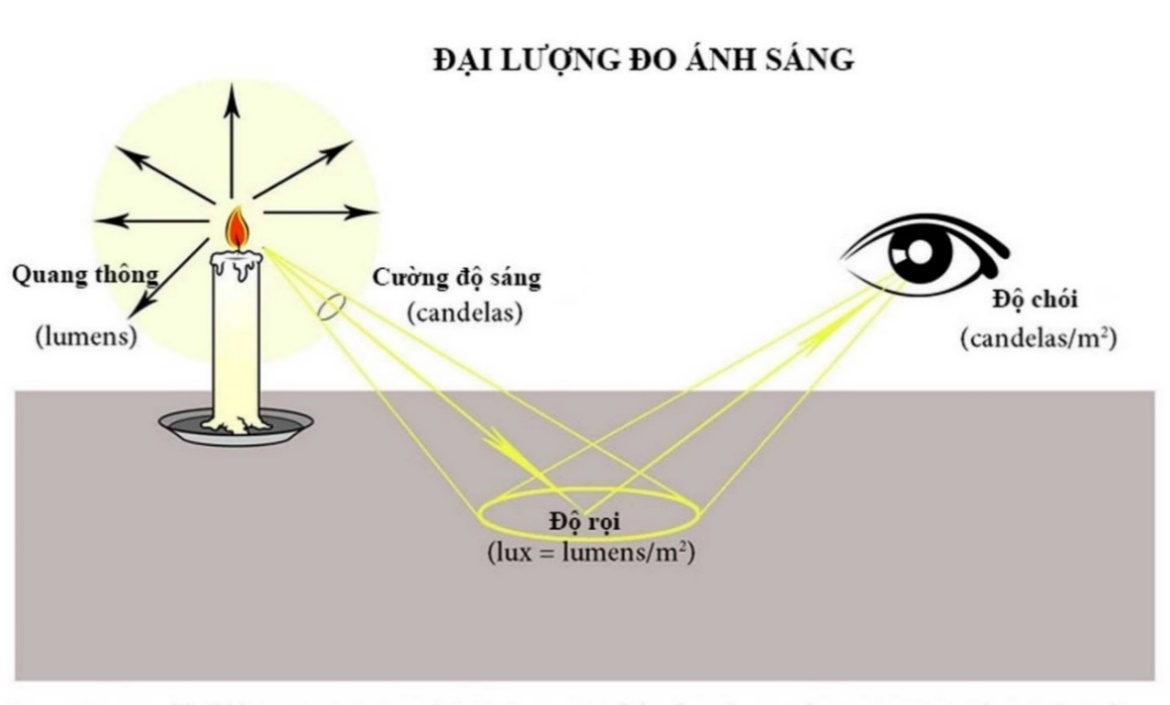 ĐẠI LƯỢNG ĐO ÁNH SÁNG
Quang thông
(lumens)
Cường độ sáng
(candelas)
Độ chói
(candelas/m²)
Độ rọi
(lux = lumens/m²)